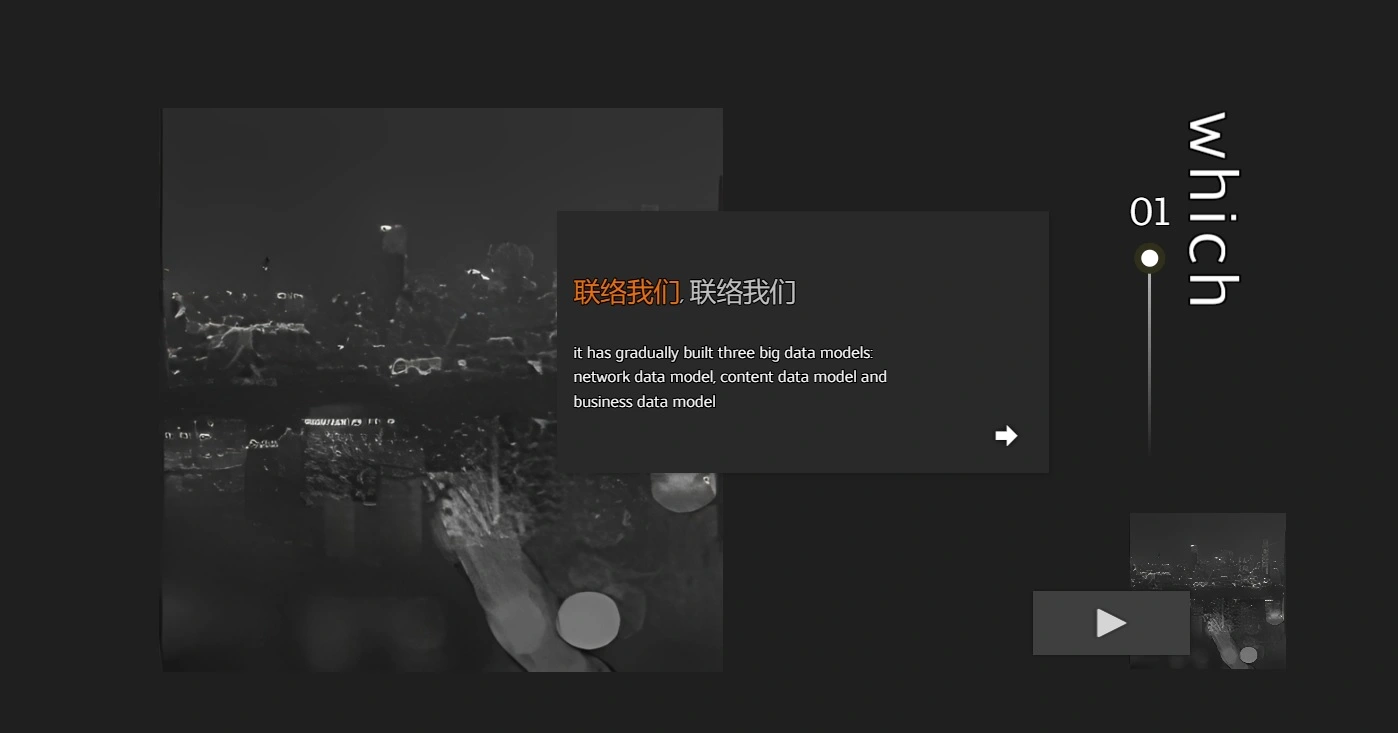 which
01
联络我们, 联络我们
it has gradually built three big data models:
network data model, content data model and
business data model